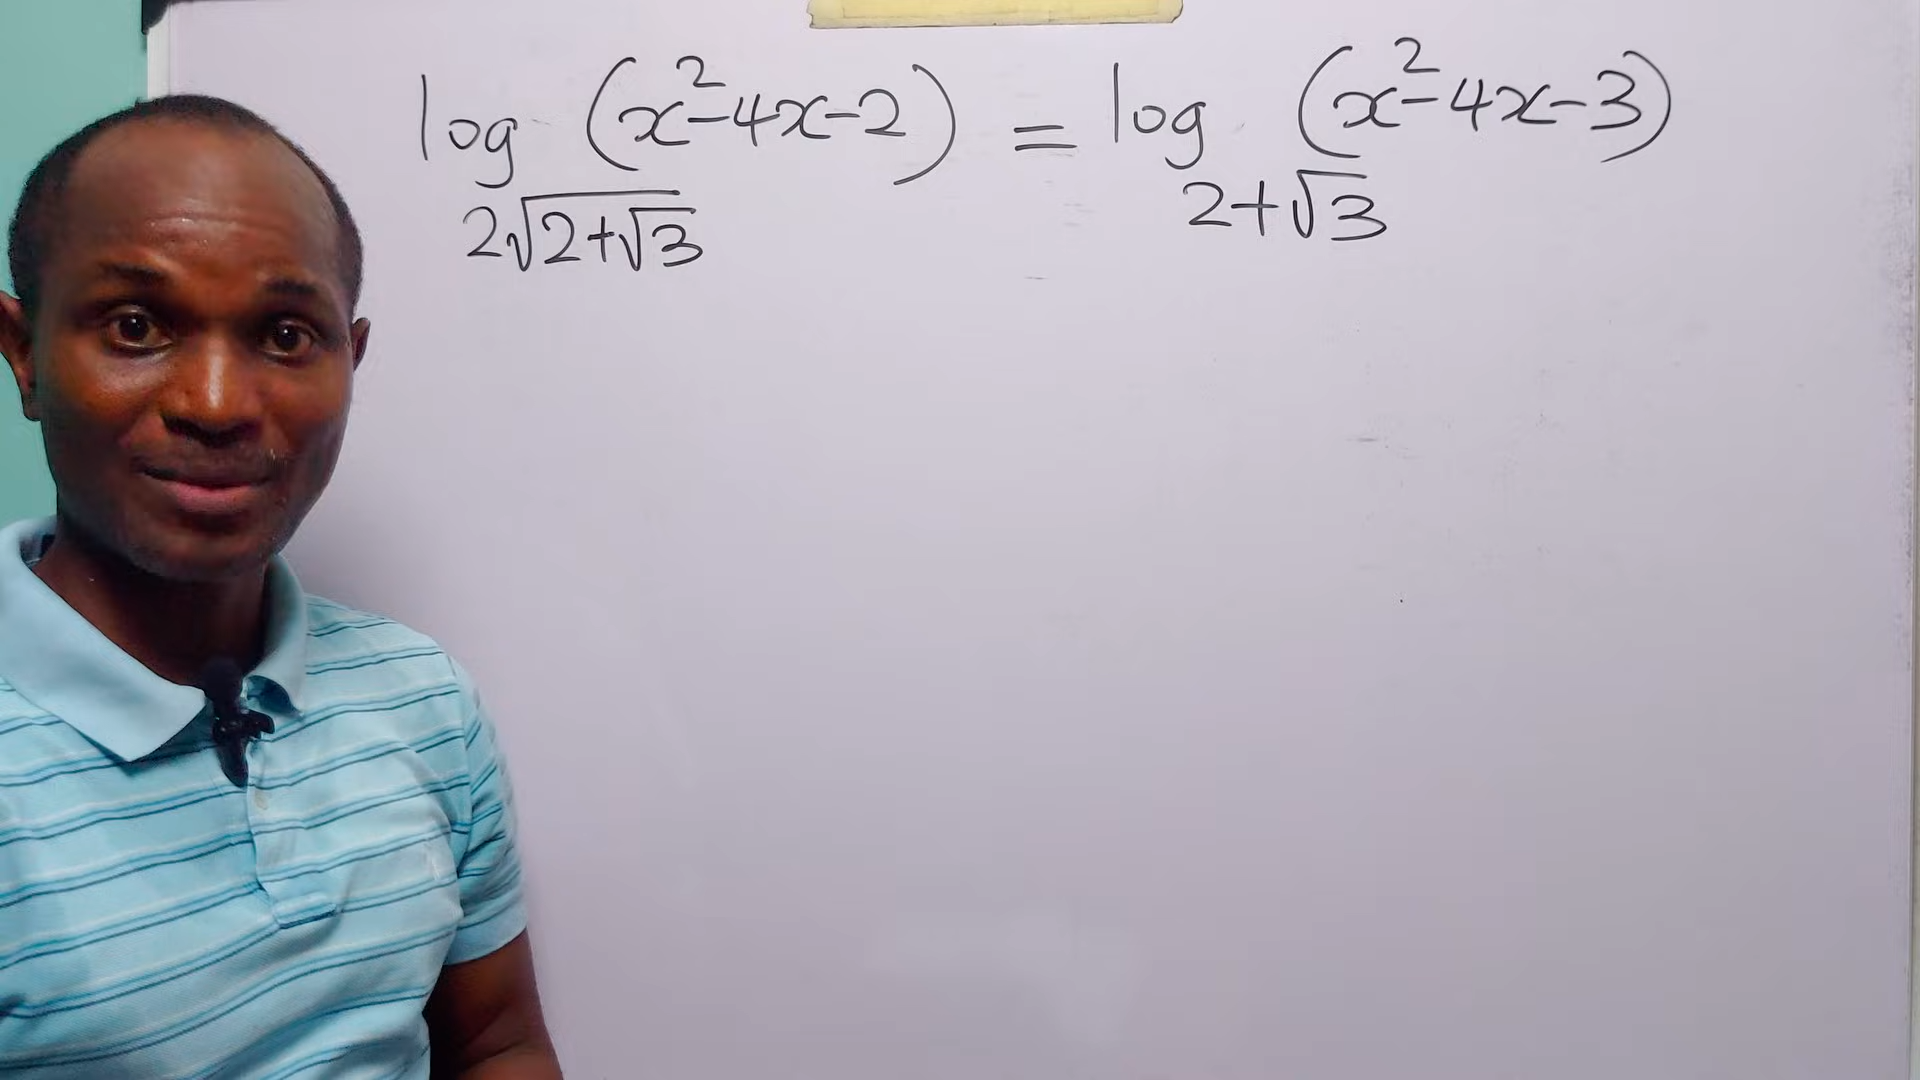 log (x²-4x-2) = log (x²-4x-3)
2√(2+√3) 2+√3